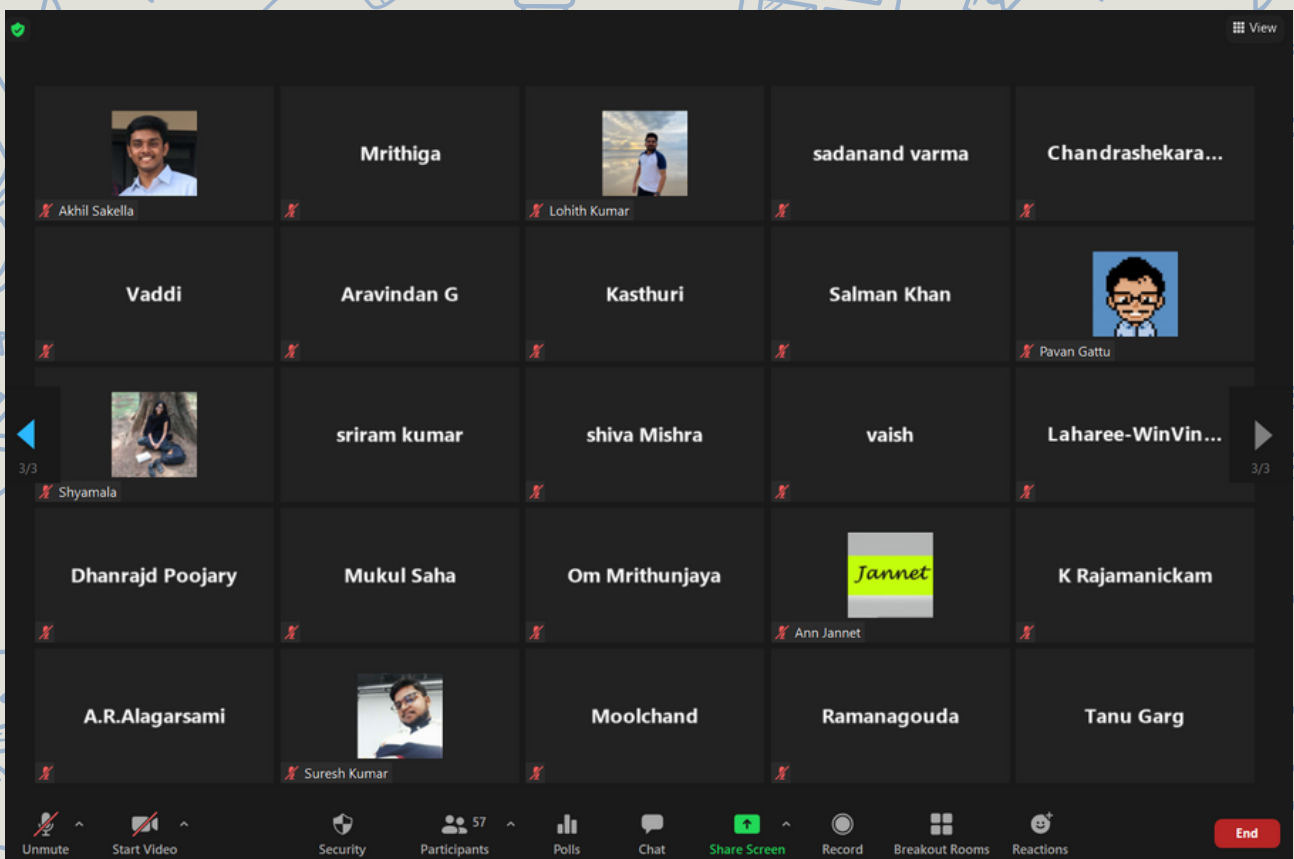 View
Akhil Sakella
Mrithiga
Lohith Kumar
sadanand varma
Chandrashekara...
Vaddi
Aravindan G
Kasthuri
Salman Khan
Pavan Gattu
3/3
Shyamala
sriram kumar
shiva Mishra
vaish
Laharee-WinVin...
3/3
Dhanrajd Poojary
Mukul Saha
Om Mrithunjaya
Jannet
Ann Jannet
K Rajamanickam
A.R.Alagarsami
Suresh Kumar
Moolchand
Ramanagouda
Tanu Garg
Unmute
Start Video
Security
57
Participants
Polls
Chat
Share Screen
Record
Breakout Rooms
Reactions
End